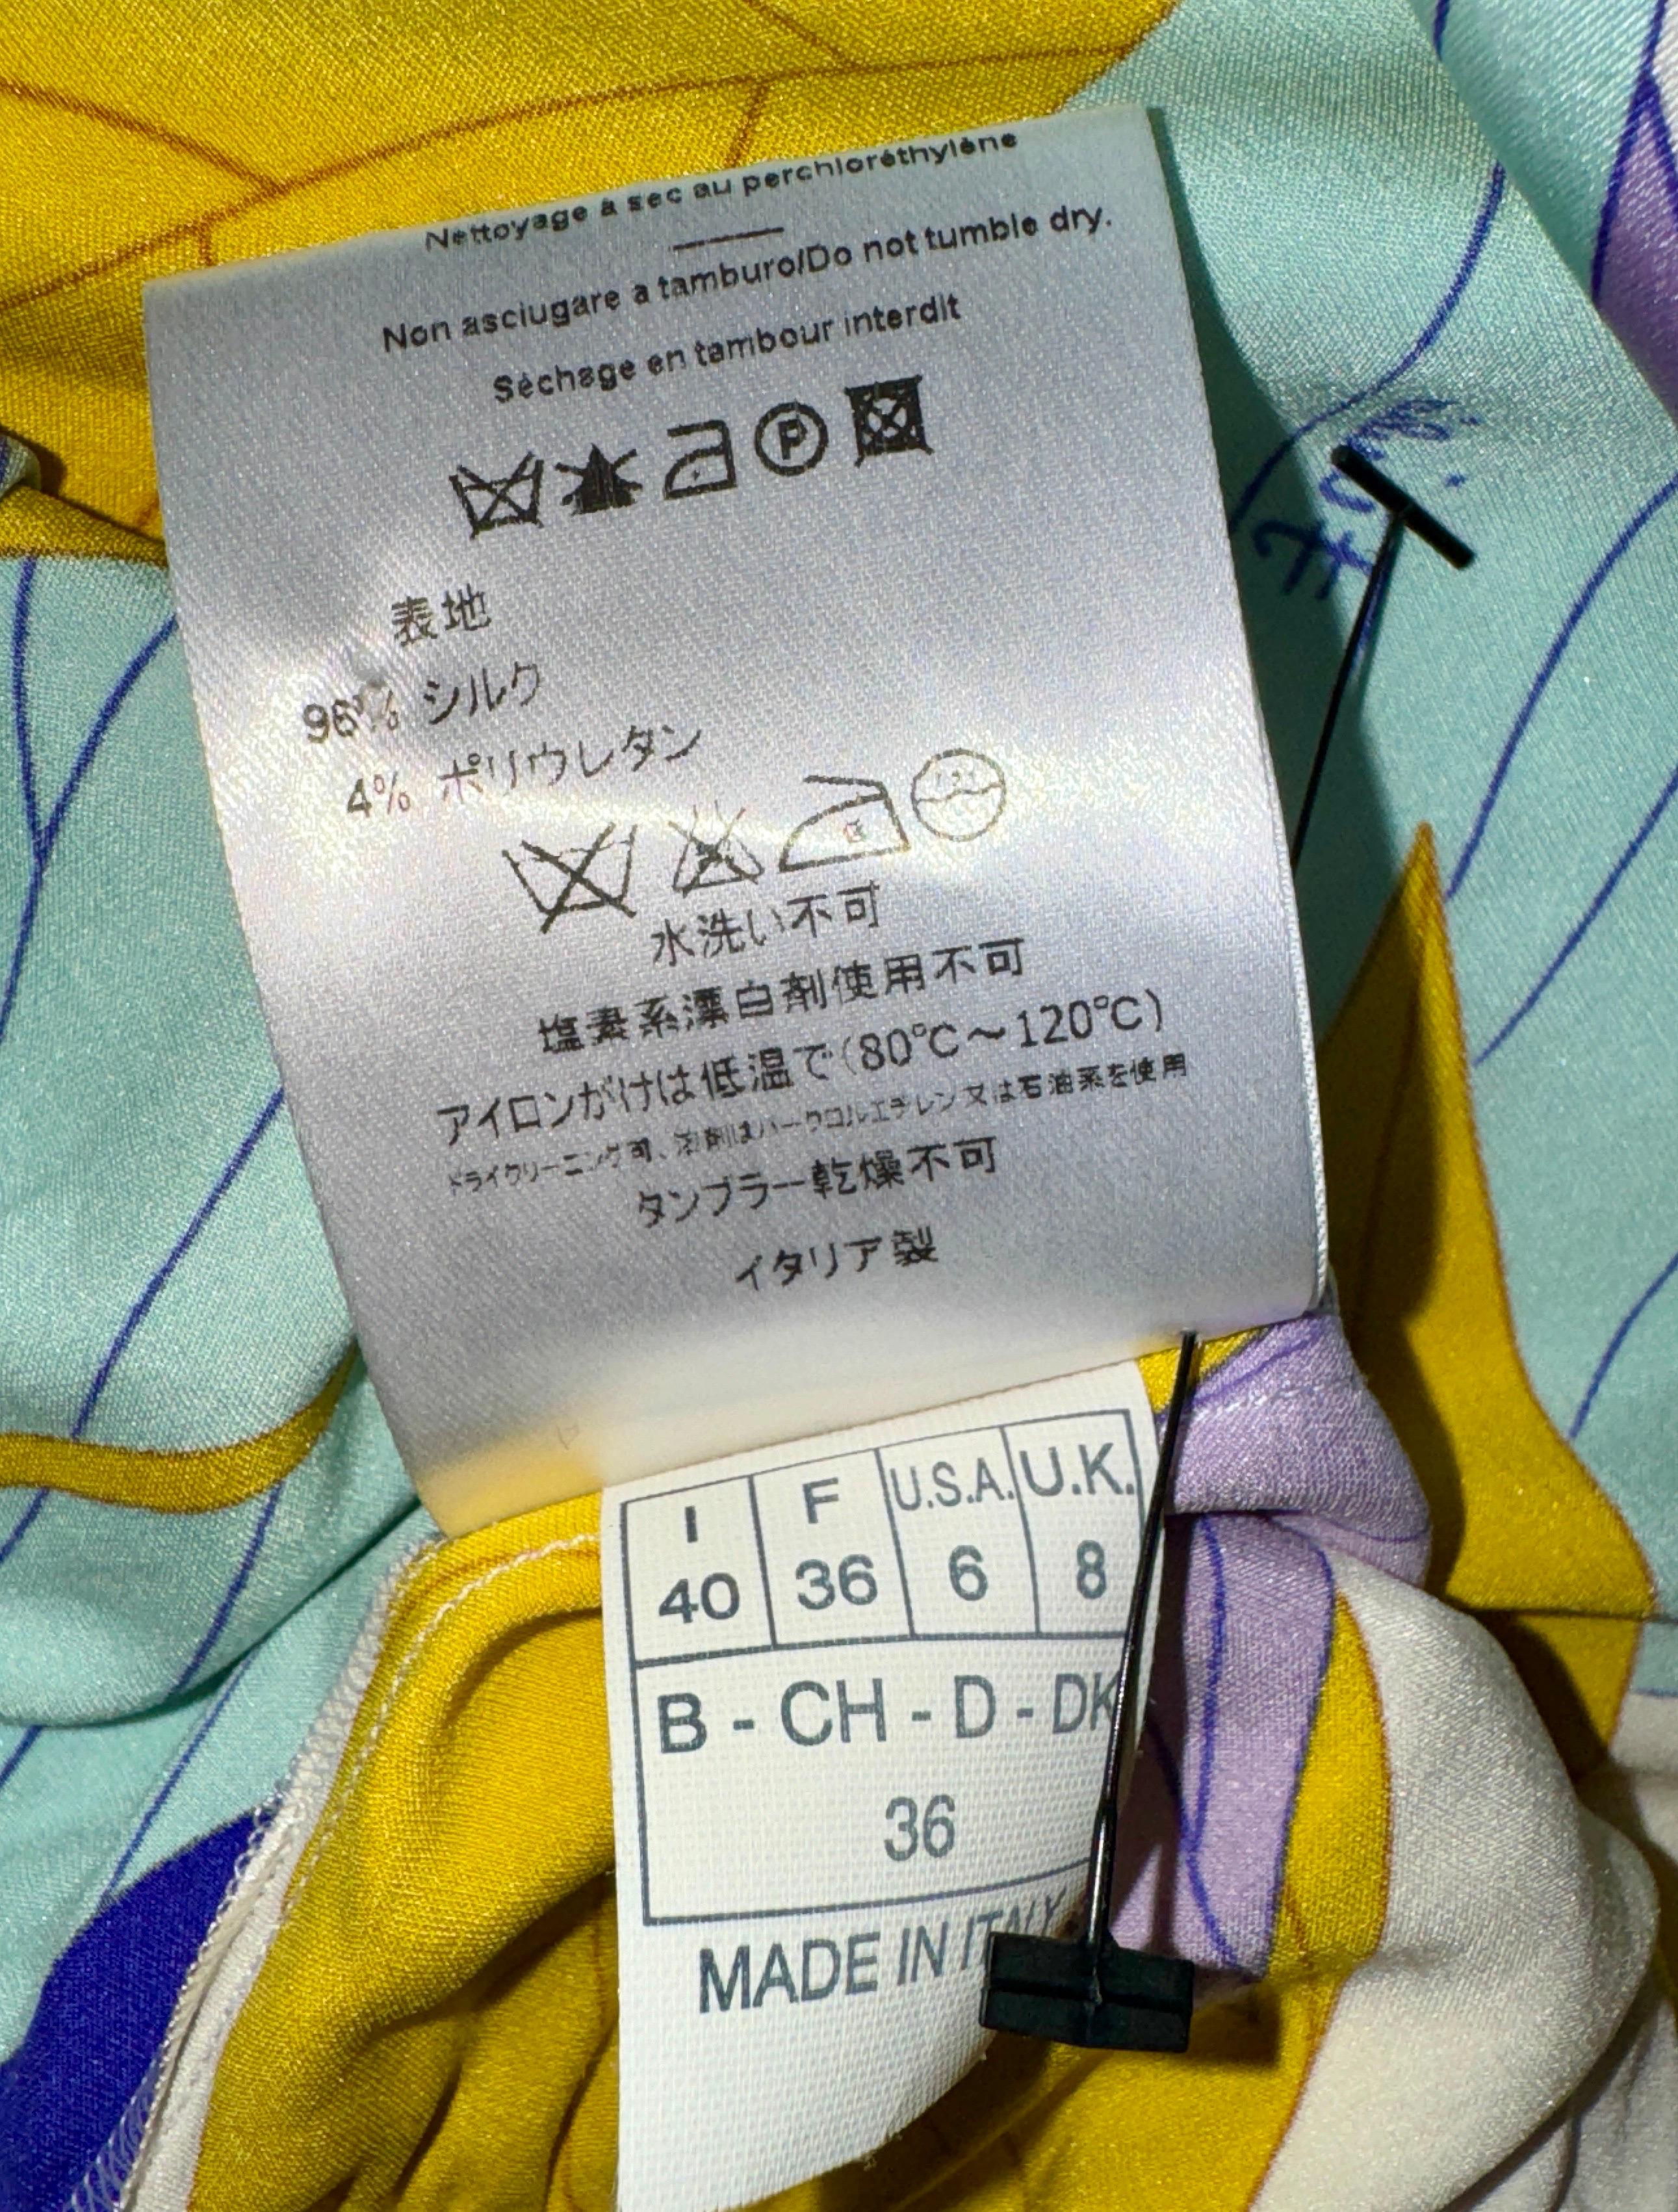 Nettoyage à sec au perchloréthylène
Non asciugare a tamburo/Do not tumble dry.
Séchage en tambour interdit
P
表地
96% シルク
4% ポリウレタン
水洗い不可
塩素系漂白剤使用不可
アイロンがけは低温で(80℃～120℃)
ドライクリーニング可、溶剤はパークロルエチレン又は石油系を使用
タンブラー乾燥不可
イタリア製
I F U.S.A. U.K.
40 36 6 8
B - CH - D - DK
36
MADE IN ITALY